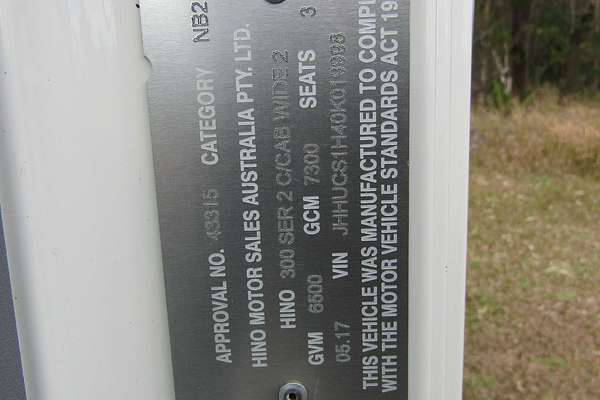 APPROVAL NO. 43315 CATEGORY NB2
HINO MOTOR SALES AUSTRALIA PTY. LTD.
HINO 300 SER 2 C/CAB WIDE 2
GVM 6500 GCM 7300 SEATS 3
05.17 VIN JHHUCS1H40K019998
THIS VEHICLE WAS MANUFACTURED TO COMPL
WITH THE MOTOR VEHICLE STANDARDS ACT 19